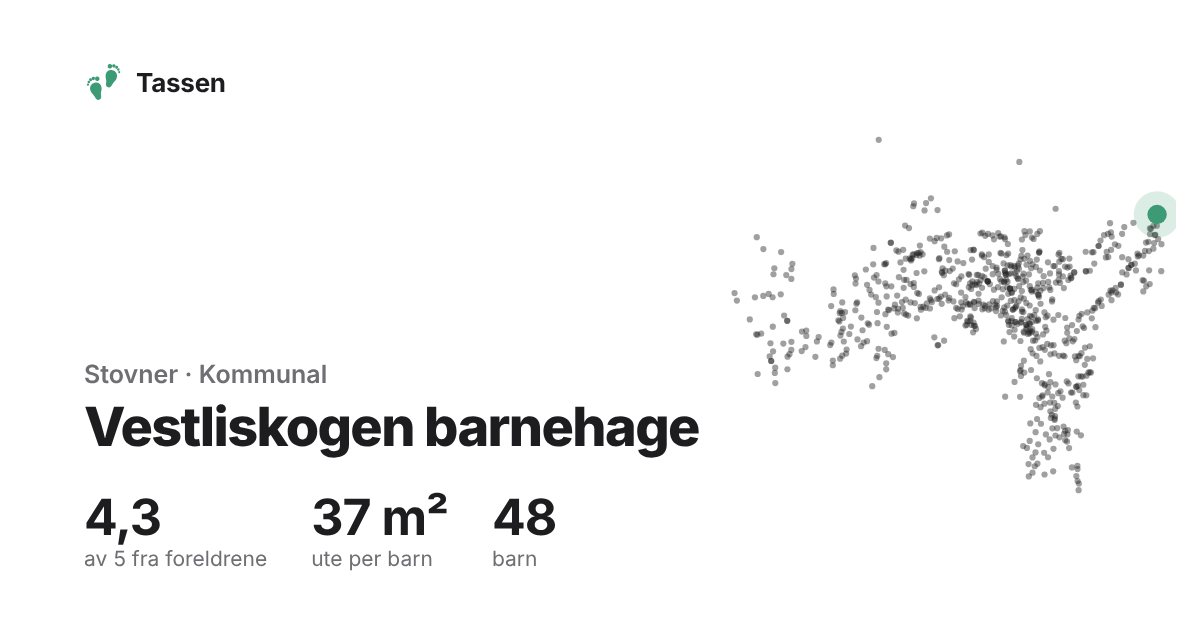 Tassen
Stovner · Kommunal
Vestliskogen barnehage
4,3 37 m² 48
av 5 fra foreldrene ute per barn barn